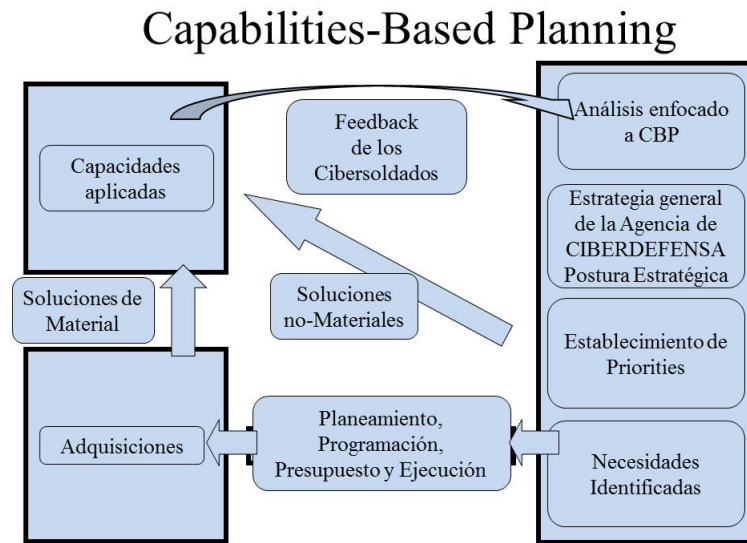 Capabilities-Based Planning
Capacidades
aplicadas
Feedback
de los
Cibersoldados
Análisis enfocado
a CBP
Estrategia general
de la Agencia de
CIBERDEFENSA
Postura Estratégica
Soluciones de
Material
Soluciones
no-Materiales
Establecimiento de
Priorities
Adquisiciones
Planeamiento,
Programación,
Presupuesto y Ejecución
Necesidades
Identificadas